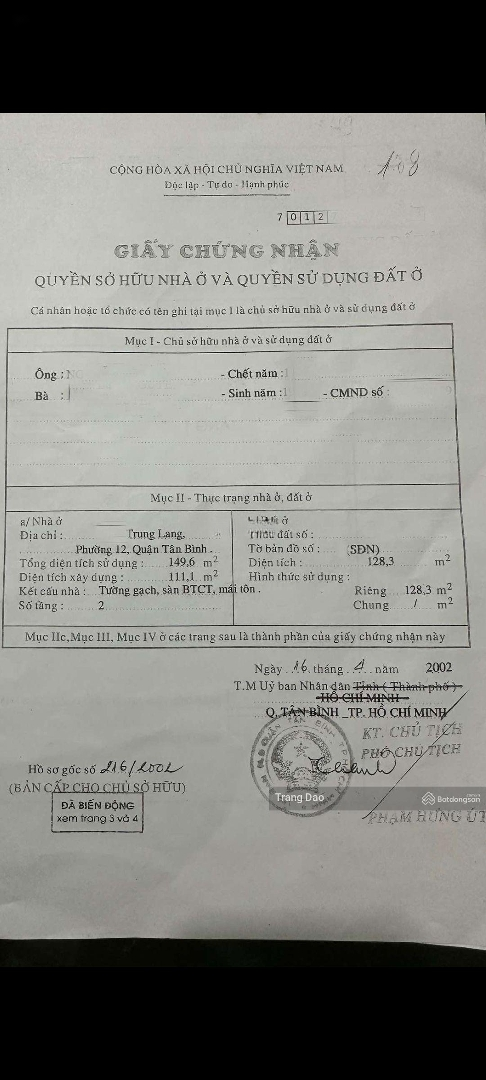 108
CỘNG HÒA XÃ HỘI CHỦ NGHĨA VIỆT NAM
Độc lập - Tự do - Hạnh phúc
7 0 1 2
GIẤY CHỨNG NHẬN
QUYỀN SỞ HỮU NHÀ Ở VÀ QUYỀN SỬ DỤNG ĐẤT Ở
Cá nhân hoặc tổ chức có tên ghi tại mục I là chủ sở hữu nhà ở và sử dụng đất ở
Mục I - Chủ sở hữu nhà ở và sử dụng đất ở
Ông : - Chết năm :
Bà : - Sinh năm : - CMND số :
Mục II - Thực trạng nhà ở, đất ở
a/ Nhà ở
Địa chỉ : Trung Lang,
Phường 12, Quận Tân Bình .
Tổng diện tích sử dụng : 149,6 m2
Diện tích xây dựng : 111,1 m2
Kết cấu nhà : Tường gạch, sàn BTCT, mái tôn .
Số tầng : 2
ở
đất số :
Tờ bản đồ số : (SĐN)
Diện tích : 128,3 m2
Hình thức sử dụng :
Riêng 128,3 m2
Chung / m2
Mục IIc, Mục III, Mục IV ở các trang sau là thành phần của giấy chứng nhận này
Ngày 16 tháng 4 năm 2002
T.M Uỷ ban Nhân dân Tỉnh ( Thành phố )
HỒ CHÍ MINH
Q. TÂN BÌNH _TP. HỒ CHÍ MINH
KT. CHỦ TỊCH
PHÓ CHỦ TỊCH
Hồ sơ gốc số 216/2002
(BẢN CẤP CHO CHỦ SỞ HỮU)
ĐÃ BIẾN ĐỘNG
xem trang 3 và 4
Trang Dao
Batdongsan
PHẠM HÙNG ÚT